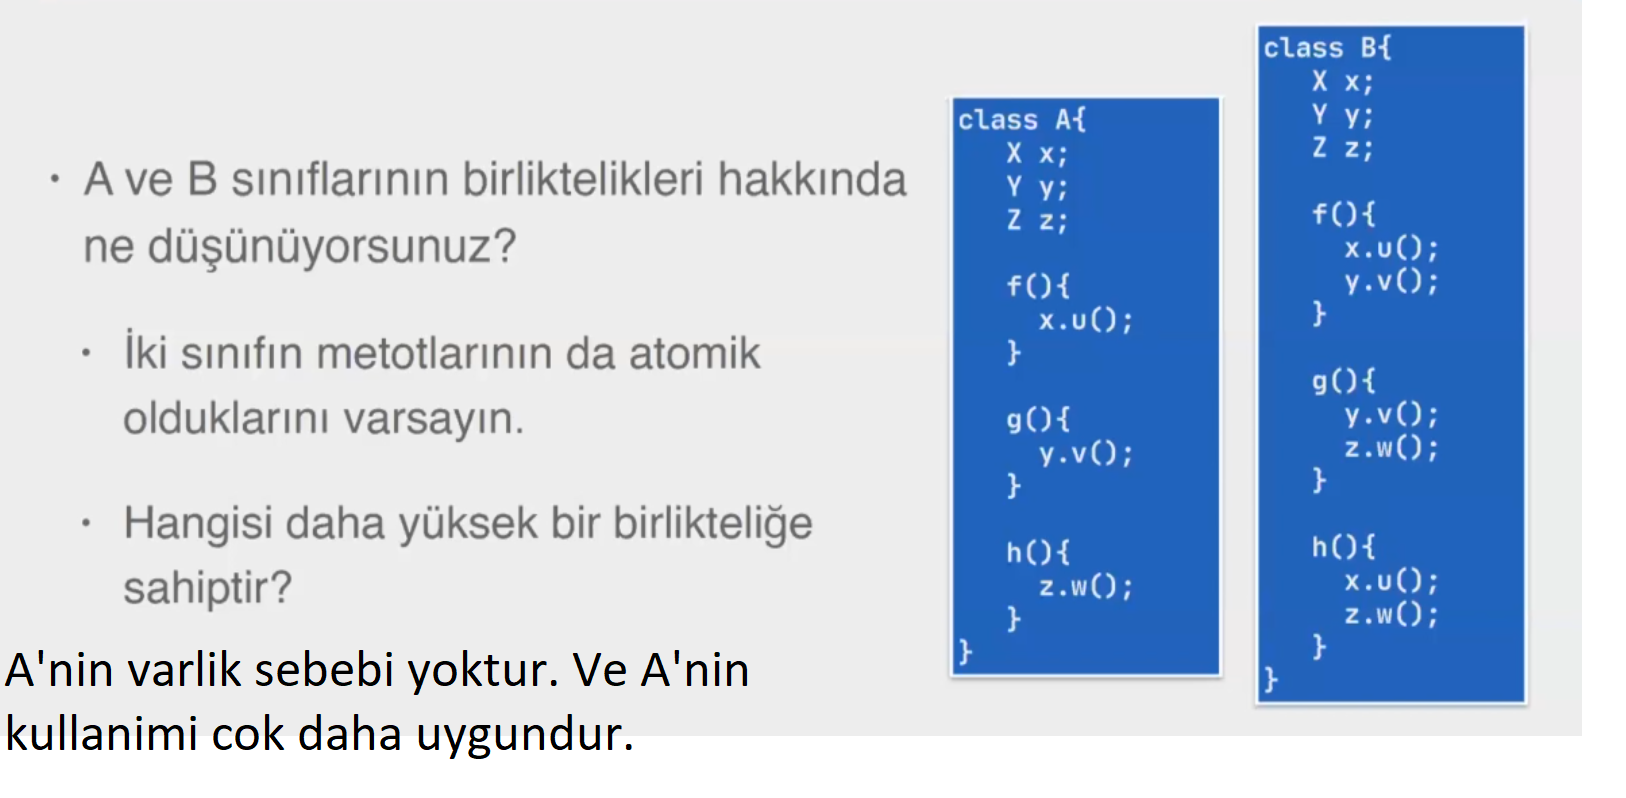 • A ve B sınıflarının birliktelikleri hakkında
ne düşünüyorsunuz?
• İki sınıfın metotlarının da atomik
olduklarını varsayın.
• Hangisi daha yüksek bir birlikteliğe
sahiptir?
A'nin varlik sebebi yoktur. Ve A'nin
kullanimi cok daha uygundur.
class A{
X x;
Y y;
Z z;
f(){
x.u();
}
g(){
y.v();
}
h(){
z.w();
}
}
class B{
X x;
Y y;
Z z;
f(){
x.u();
y.v();
}
g(){
y.v();
z.w();
}
h(){
x.u();
z.w();
}
}